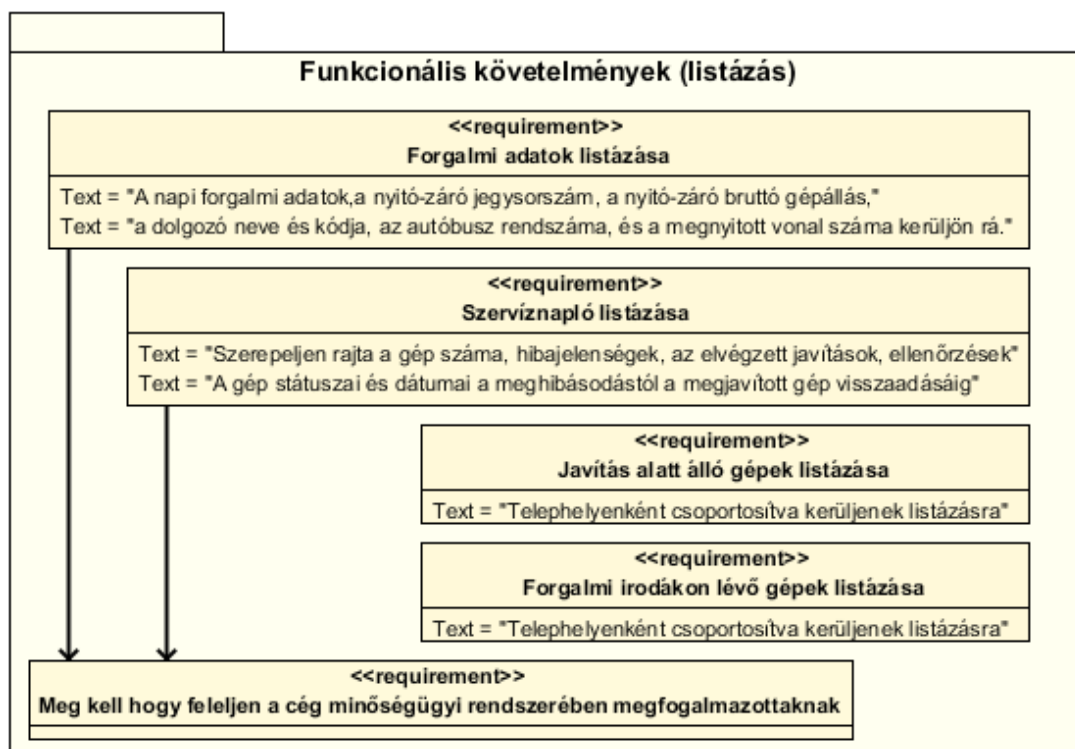 Funkcionális követelmények (listázás)
<<requirement>>
Forgalmi adatok listázása
Text = "A napi forgalmi adatok,a nyitó-záró jegysorszám, a nyitó-záró bruttó gépállás,"
Text = "a dolgozó neve és kódja, az autóbusz rendszáma, és a megnyitott vonal száma kerüljön rá."
<<requirement>>
Szervíznapló listázása
Text = "Szerepeljen rajta a gép száma, hibajelenségek, az elvégzett javítások, ellenőrzések"
Text = "A gép státuszai és dátumai a meghibásodástól a megjavított gép visszaadásáig"
<<requirement>>
Javítás alatt álló gépek listázása
Text = "Telephelyenként csoportosítva kerüljenek listázásra"
<<requirement>>
Forgalmi irodákon lévő gépek listázása
Text = "Telephelyenként csoportosítva kerüljenek listázásra"
<<requirement>>
Meg kell hogy feleljen a cég minőségügyi rendszerében megfogalmazottaknak